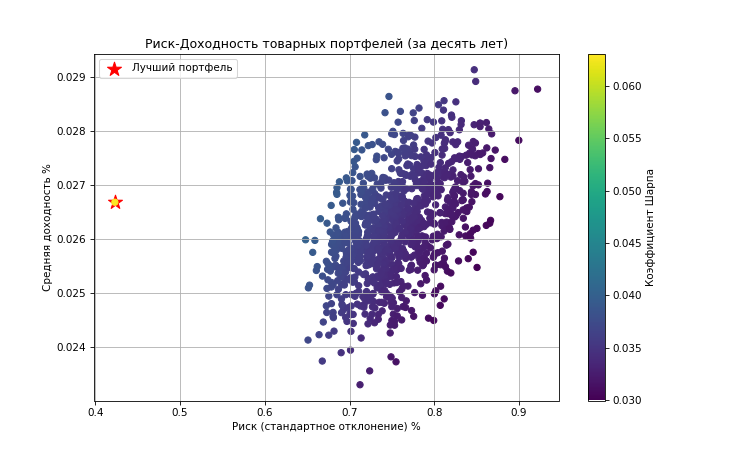 Риск-Доходность товарных портфелей (за десять лет)
Лучший портфель
Средняя доходность %
0.029
0.028
0.027
0.026
0.025
0.024
0.4 0.5 0.6 0.7 0.8 0.9
Риск (стандартное отклонение) %
0.060
0.055
0.050
0.045
0.040
0.035
0.030
Коэффициент Шарпа